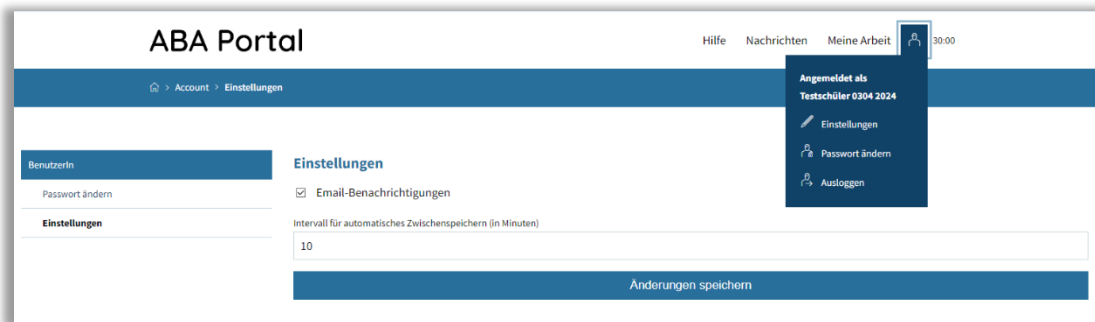 ABA Portal
Hilfe Nachrichten Meine Arbeit 30:00
Angemeldet als
Testschüler 0304 2024
Einstellungen
Passwort ändern
Ausloggen
> Account > Einstellungen
BenutzerIn
Passwort ändern
Einstellungen
Einstellungen
Email-Benachrichtigungen
Intervall für automatisches Zwischenspeichern (in Minuten)
10
Änderungen speichern